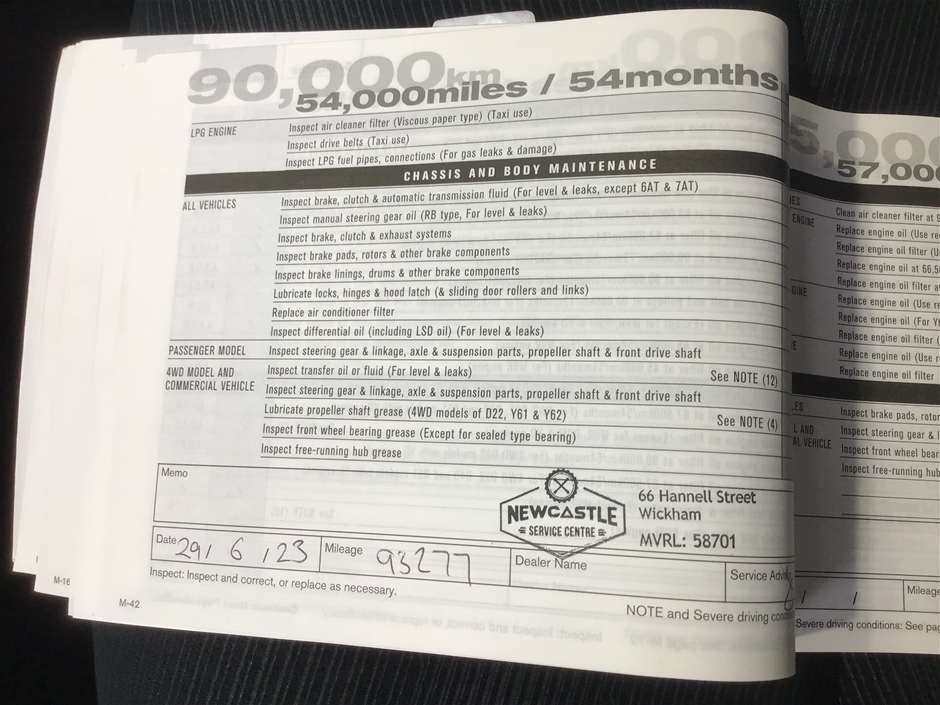 90,000km
54,000miles / 54months
LPG ENGINE
Inspect air cleaner filter (Viscous paper type) (Taxi use)
Inspect drive belts (Taxi use)
Inspect LPG fuel pipes, connections (For gas leaks & damage)
CHASSIS AND BODY MAINTENANCE
ALL VEHICLES
Inspect brake, clutch & automatic transmission fluid (For level & leaks, except 6AT & 7AT)
Inspect manual steering gear oil (RB type, For level & leaks)
Inspect brake, clutch & exhaust systems
Inspect brake pads, rotors & other brake components
Inspect brake linings, drums & other brake components
Lubricate locks, hinges & hood latch (& sliding door rollers and links)
Replace air conditioner filter
Inspect differential oil (including LSD oil) (For level & leaks)
PASSENGER MODEL
Inspect steering gear & linkage, axle & suspension parts, propeller shaft & front drive shaft
4WD MODEL AND
COMMERCIAL VEHICLE
Inspect transfer oil or fluid (For level & leaks) See NOTE (12)
Inspect steering gear & linkage, axle & suspension parts, propeller shaft & front drive shaft
Lubricate propeller shaft grease (4WD models of D22, Y61 & Y62) See NOTE (4)
Inspect front wheel bearing grease (Except for sealed type bearing)
Inspect free-running hub grease
Memo
NEWCASTLE
SERVICE CENTRE
66 Hannell Street
Wickham
MVRL: 58701
Date 29/ 6 /23
Mileage 93277
Dealer Name
Service
Inspect: Inspect and correct, or replace as necessary.
NOTE and Severe driving
M-42
M-16
5,00
57,000
Clean air cleaner filter at
Replace engine oil (Use
Replace engine oil filter
Replace engine oil at
Replace engine oil filter
Replace engine oil (Use
Replace engine oil (For
Replace engine oil filter
Replace engine oil (Use
Replace engine oil filter
Inspect brake pads,
Inspect steering gear &
Inspect front wheel
Inspect free-running
/ /
Mileage
Severe driving conditions: See